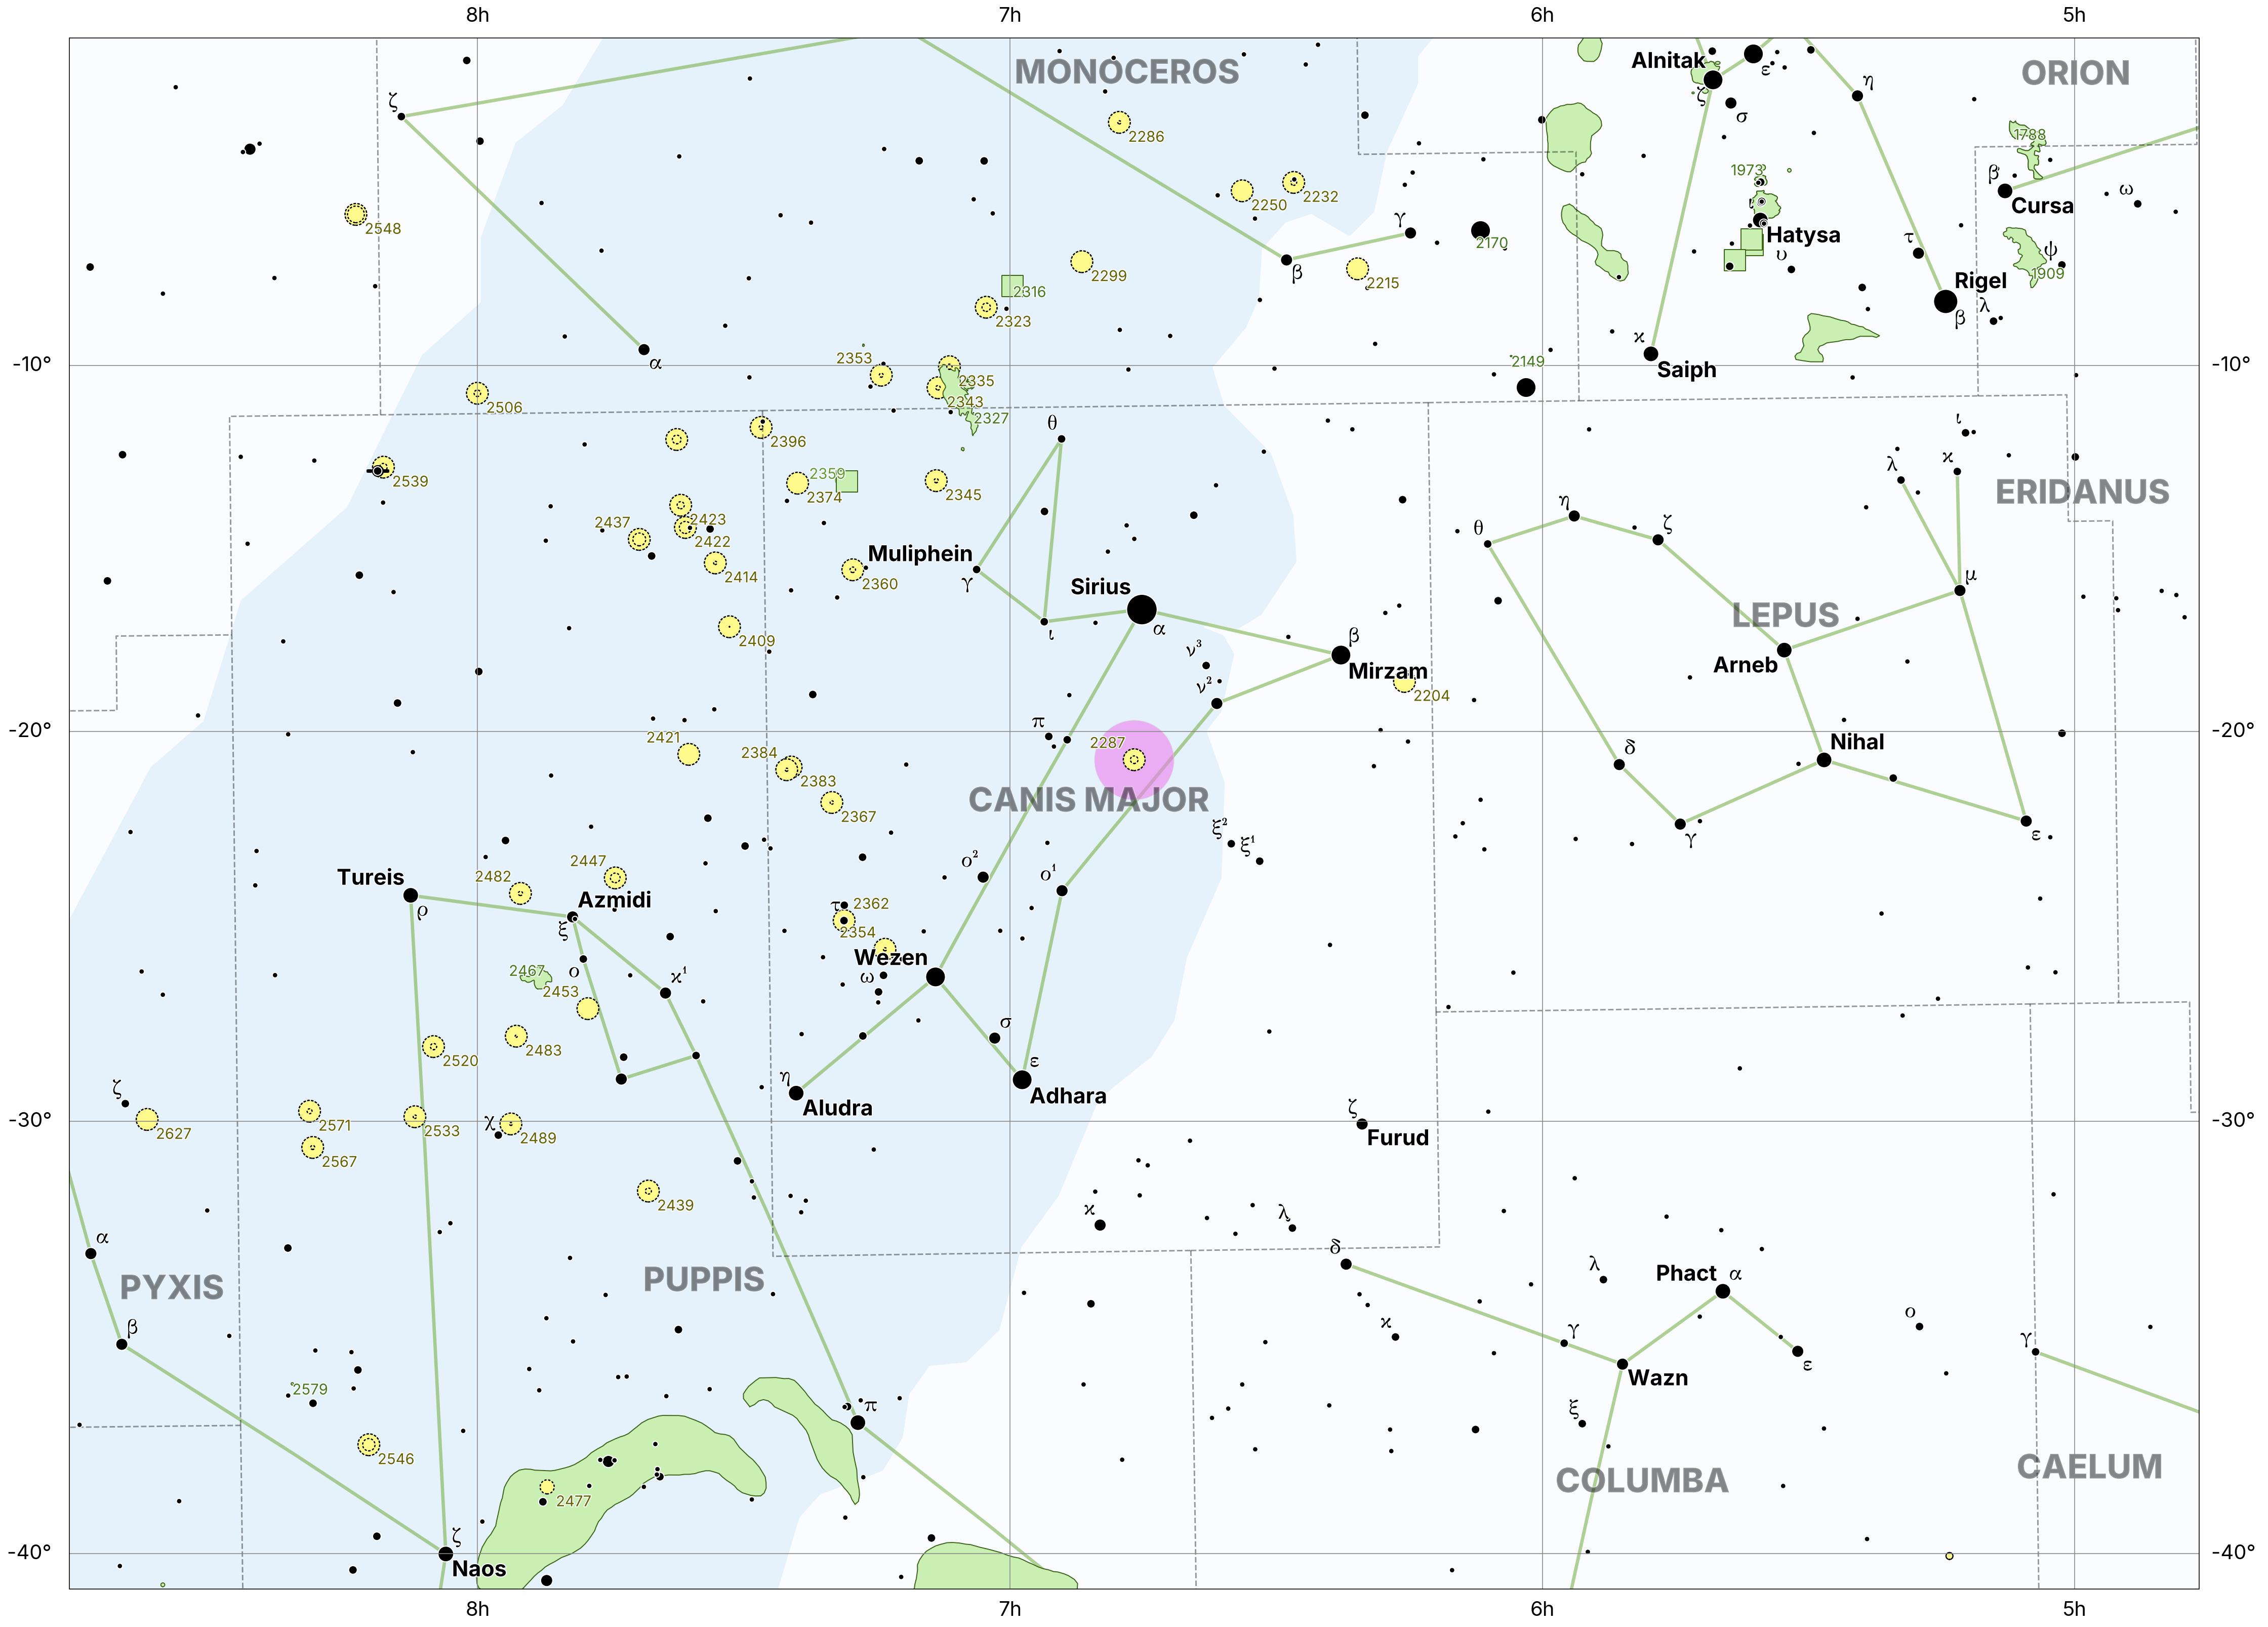 8h 7h 6h 5h
MONOCEROS
Alnitak
ORION
ζ
ε
η
ζ
σ
2286
1788
1973
β
Cursa
ω
2548
2250
2232
γ
2170
ι
Hatysa
υ
τ
ψ
1909
β
2299
2215
Rigel
2316
λ
β
2323
κ
Saiph
-10° -10°
α
2353
2335
2149
2506
2343
2327
2396
θ
ι
κ
λ
2539
2359
2374
2345
ERIDANUS
2437
2423
2422
θ
η
ζ
2414
2360
Muliphein
γ
Sirius
α
μ
LEPUS
2409
ι
β
Mirzam
ν³
ν²
Arneb
2204
-20° -20°
2421
2384
2383
π
2287
δ
Nihal
2367
CANIS MAJOR
ξ²
ξ¹
γ
ε
2447
2482
Tureis
ρ
Azmidi
ξ
ο²
ο¹
τ
2362
2354
2467
ο
2453
κ¹
Wezen
ω
2483
2520
σ
ε
η
Adhara
Aludra
ζ
2627
2571
2533
χ
2489
ζ
Furud
-30° -30°
2567
2439
α
κ
λ
δ
PYXIS
PUPPIS
λ
Phact
α
β
κ
γ
ο
γ
Wazn
ε
2579
π
ξ
2546
COLUMBA
CAELUM
2477
ζ
Naos
-40° -40°
8h 7h 6h 5h